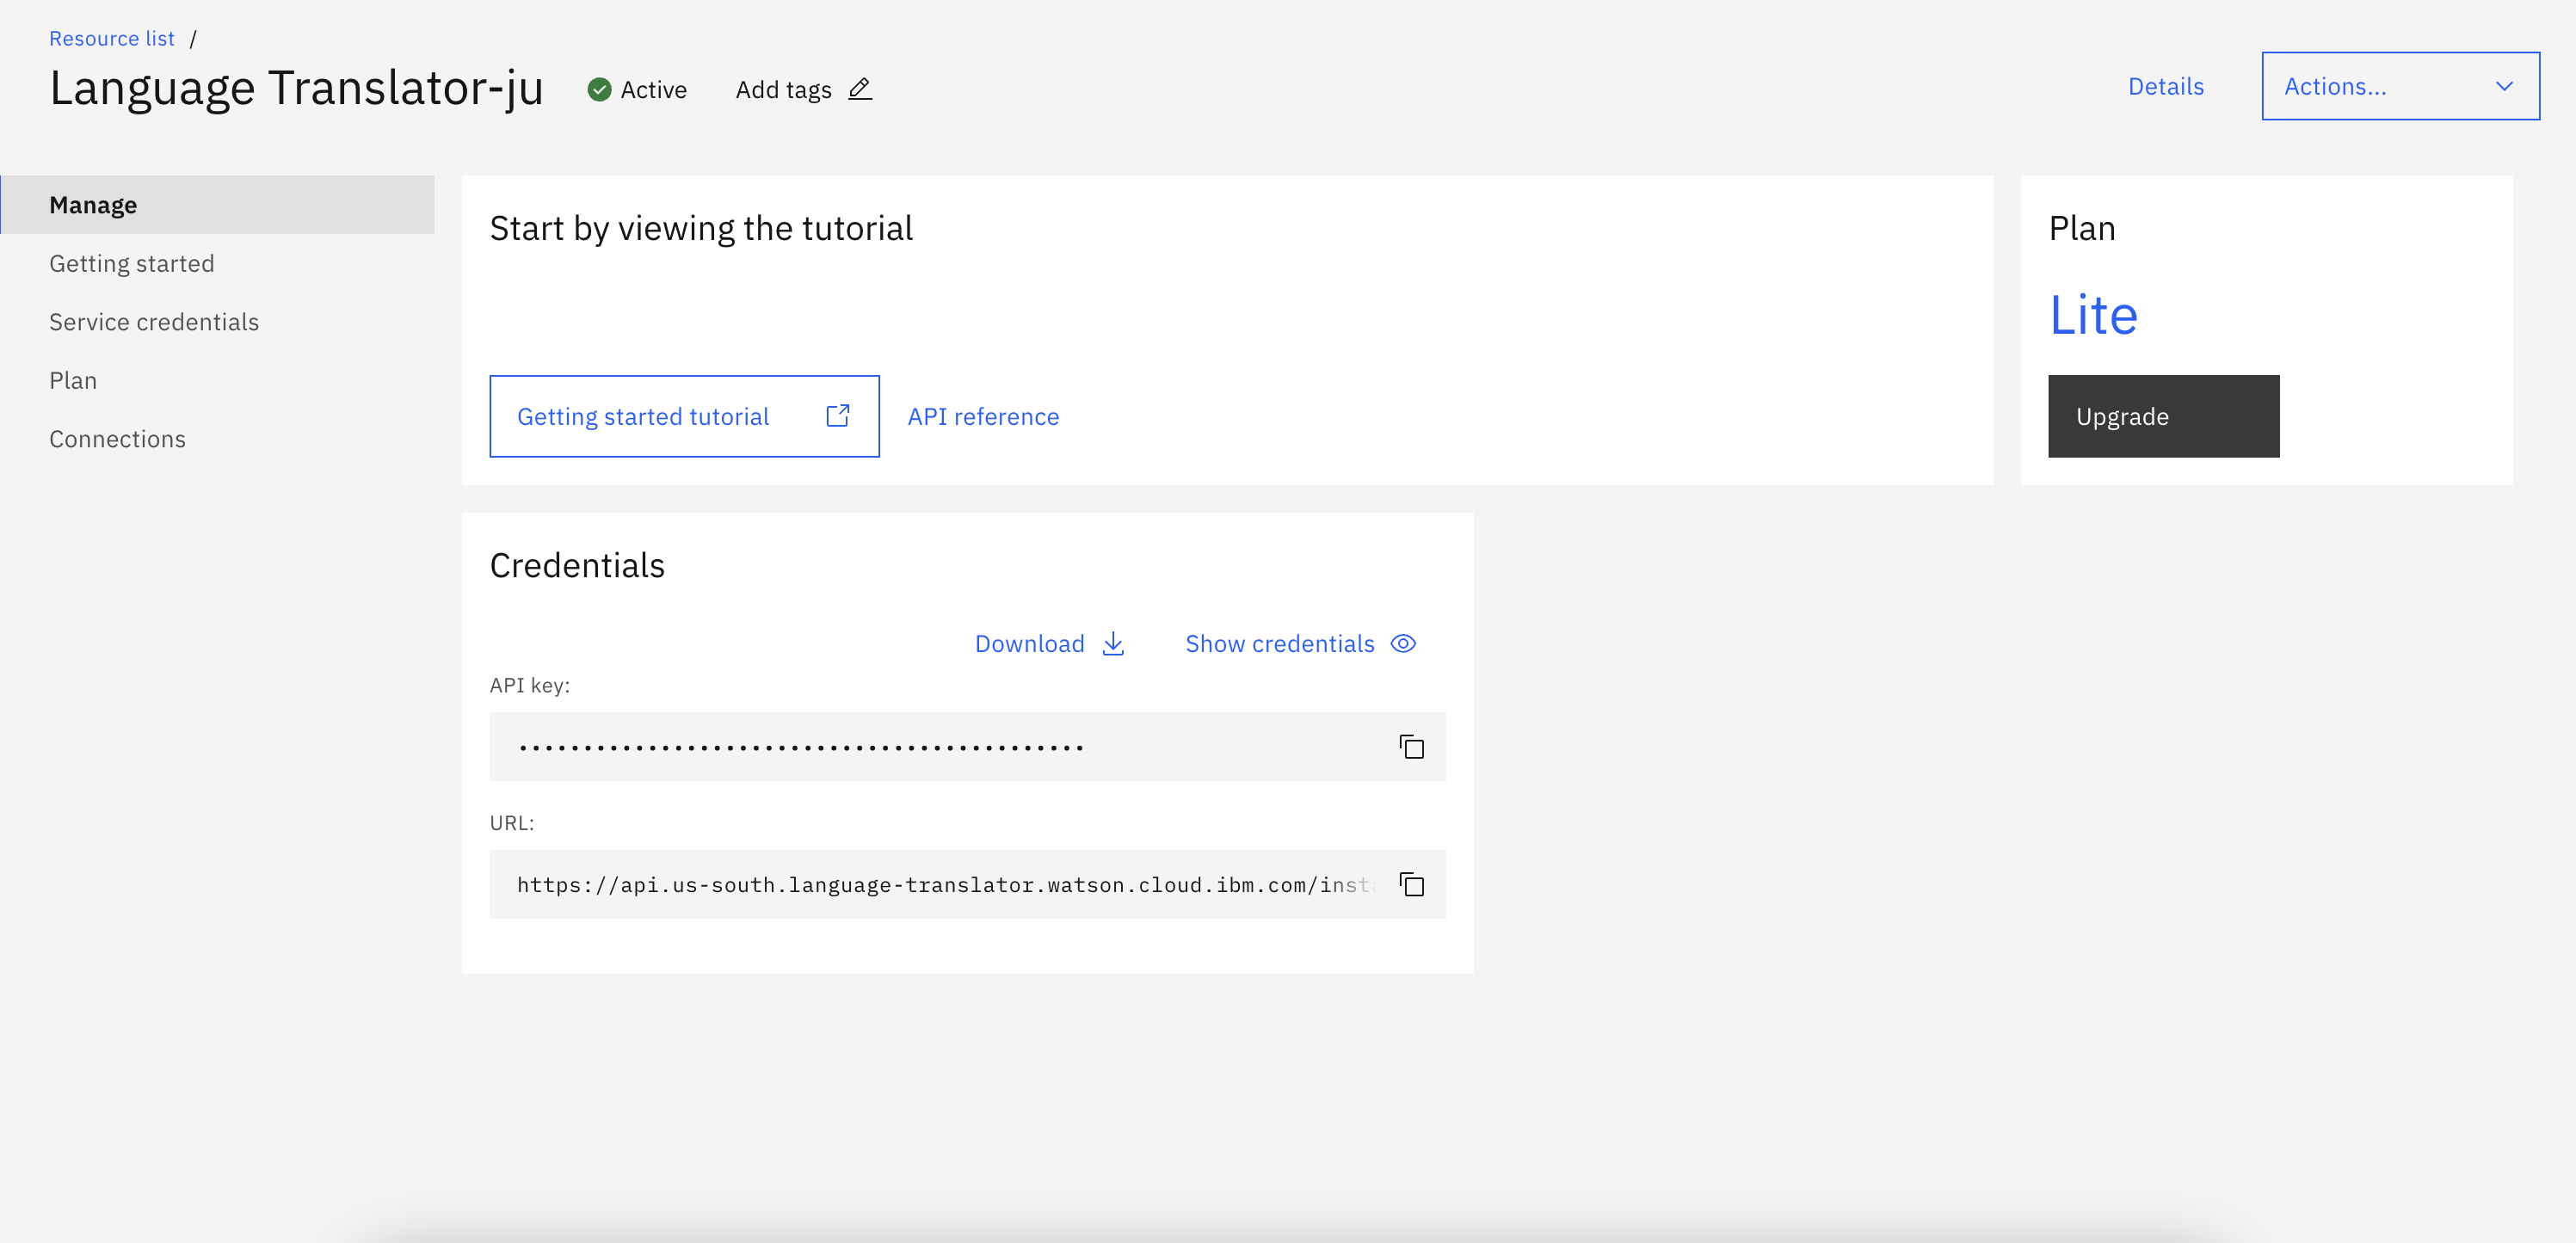 Resource list /
Language Translator-ju
Active
Add tags
Details
Actions...
Manage
Getting started
Service credentials
Plan
Connections
Start by viewing the tutorial
Getting started tutorial
API reference
Plan
Lite
Upgrade
Credentials
Download
Show credentials
API key:
••••••••••••••••••••••••••••••••••••••••••••
URL:
https://api.us-south.language-translator.watson.cloud.ibm.com/inst